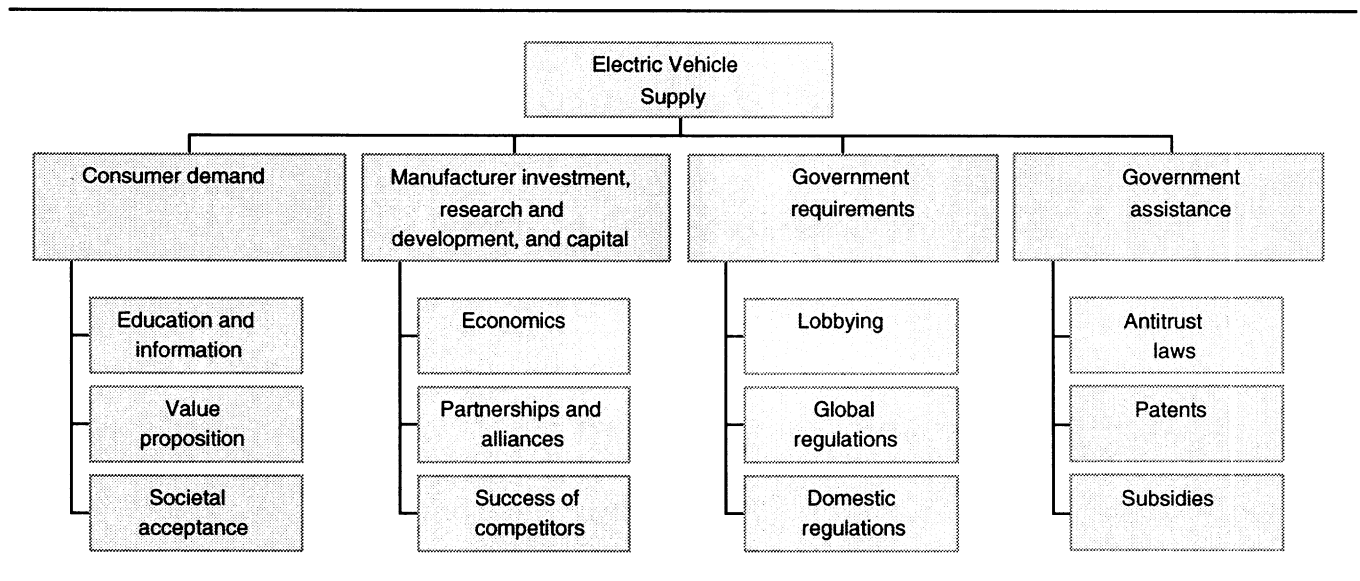 Electric Vehicle
Supply
Consumer demand
Manufacturer investment,
research and
development, and capital
Government
requirements
Government
assistance
Education and
information
Value
proposition
Societal
acceptance
Economics
Partnerships and
alliances
Success of
competitors
Lobbying
Global
regulations
Domestic
regulations
Antitrust
laws
Patents
Subsidies